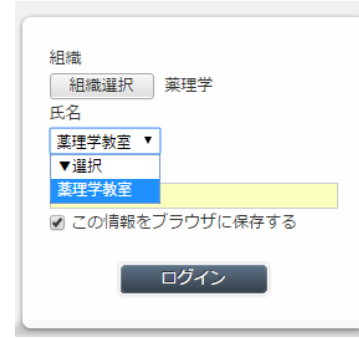 組織
組織選択 薬理学
氏名
薬理学教室 ▼
▼選択
薬理学教室
この情報をブラウザに保存する
ログイン